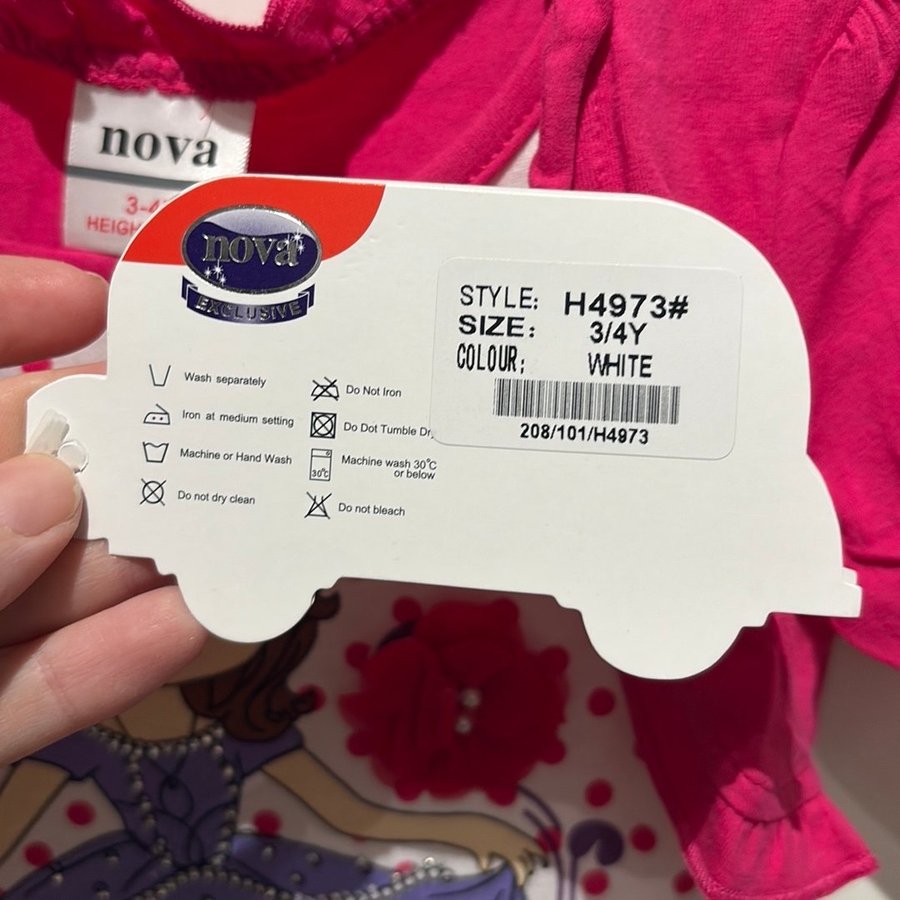 nova
3-4
HEIGH
nova
EXCLUSIVE
STYLE: H4973#
SIZE: 3/4Y
COLOUR; WHITE
208/101/H4973
Wash separately
Iron at medium setting
Machine or Hand Wash
Do not dry clean
Do Not Iron
Do Dot Tumble Dr
30°C
Machine wash 30°C
or below
Do not bleach